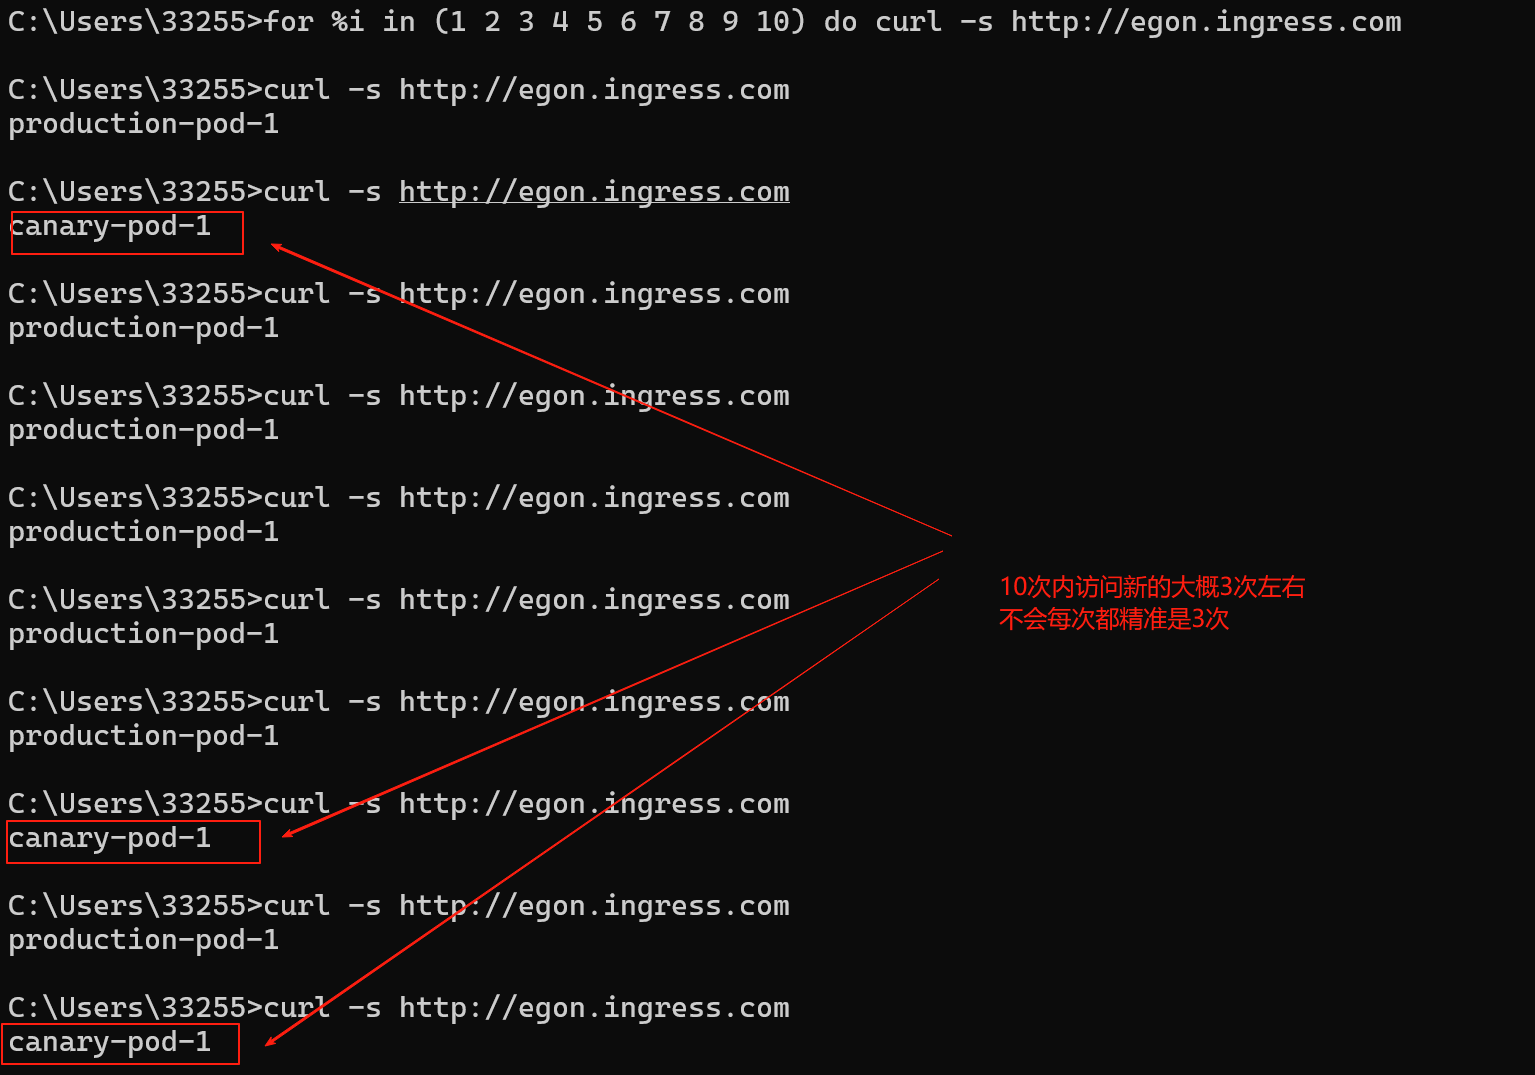 C:\Users\33255>for %i in (1 2 3 4 5 6 7 8 9 10) do curl -s http://egon.ingress.com
C:\Users\33255>curl -s http://egon.ingress.com
production-pod-1
C:\Users\33255>curl -s http://egon.ingress.com
canary-pod-1
C:\Users\33255>curl -s http://egon.ingress.com
production-pod-1
C:\Users\33255>curl -s http://egon.ingress.com
production-pod-1
C:\Users\33255>curl -s http://egon.ingress.com
production-pod-1
C:\Users\33255>curl -s http://egon.ingress.com
production-pod-1
C:\Users\33255>curl -s http://egon.ingress.com
production-pod-1
C:\Users\33255>curl -s http://egon.ingress.com
canary-pod-1
C:\Users\33255>curl -s http://egon.ingress.com
production-pod-1
C:\Users\33255>curl -s http://egon.ingress.com
canary-pod-1
10次内访问新的大概3次左右
不会每次都精准是3次